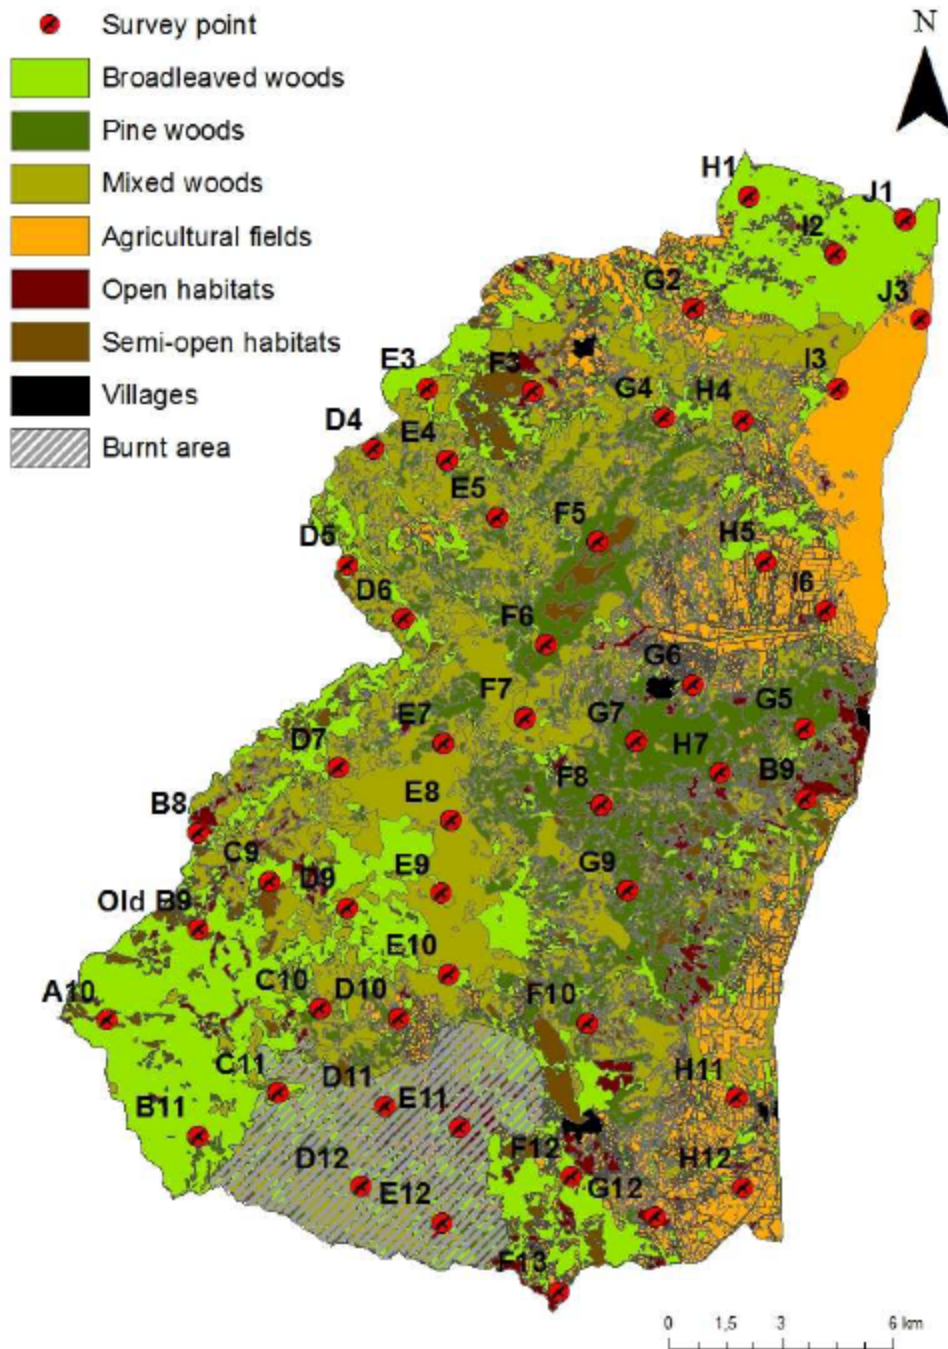 Survey point
Broadleaved woods
Pine woods
Mixed woods
Agricultural fields
Open habitats
Semi-open habitats
Villages
Burnt area
N
H1
J1
I2
G2
J3
E3
F3
I3
G4
H4
D4
E4
E5
F5
H5
D5
I6
D6
F6
G6
F7
G5
E7
G7
D7
H7
B9
F8
E8
B8
C9
G9
E9
D9
Old B9
E10
C10
D10
F10
A10
H11
C11
D11
E11
B11
F12
H12
D12
G12
E12
F13
0 1,5 3 6 km